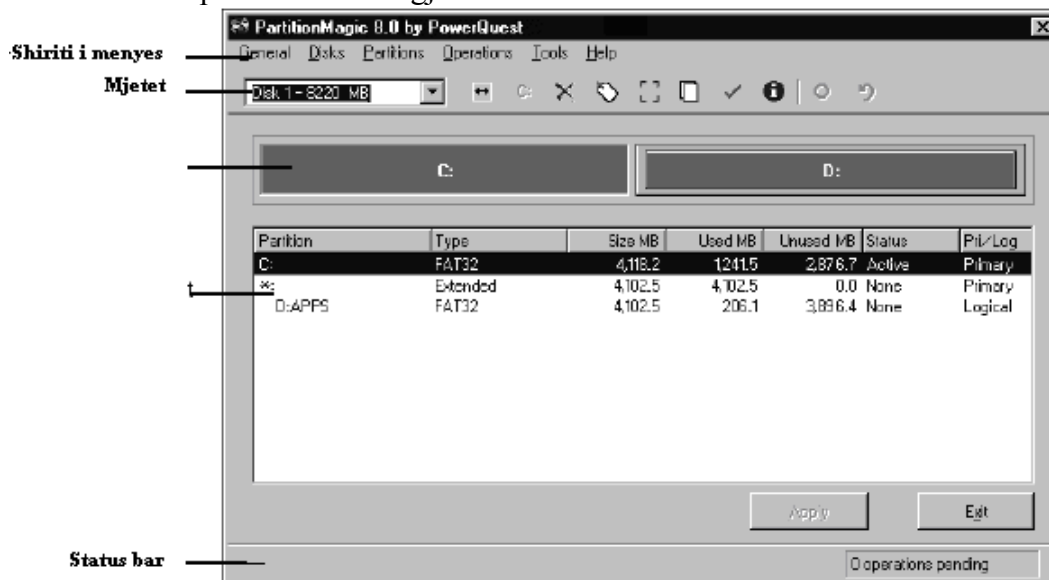 PartitionMagic 8.0 by PowerQuest
Shiriti i menyes
General Disks Partitions Operations Tools Help
Mjetet
Disk 1 - 8220 MB
C: D:
Partition Type Size MB Used MB Unused MB Status Pri/Log
C: FAT32 4,118.2 1,241.5 2,876.7 Active Primary
*: Extended 4,102.5 4,102.5 0.0 None Primary
t
D:APPS FAT32 4,102.5 206.1 3,896.4 None Logical
Apply Exit
Status bar
0 operations pending